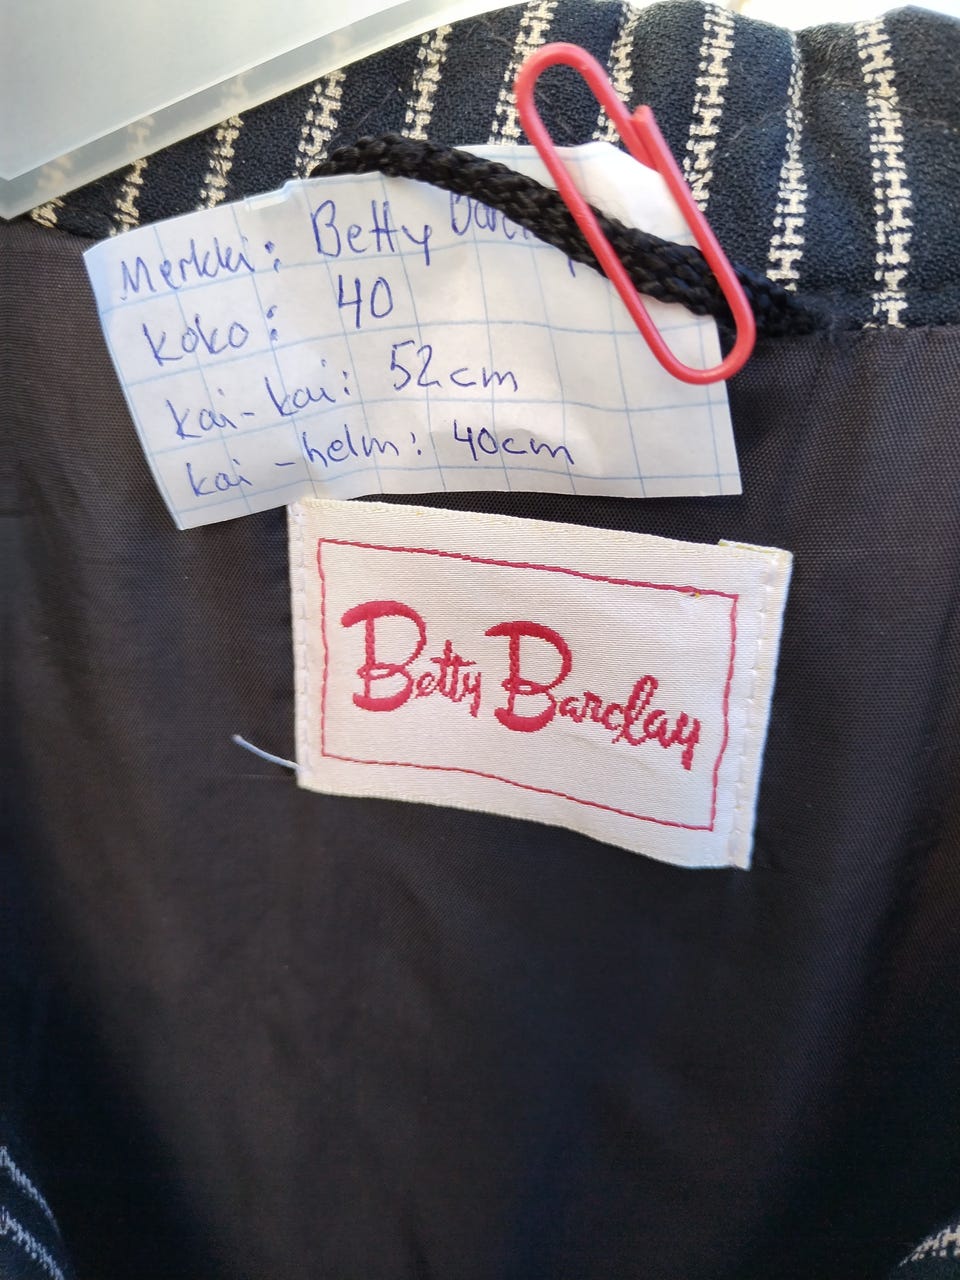 Merkki: Betty
koko: 40
kai-kai: 52cm
kai-helm: 40cm
Betty Barclay